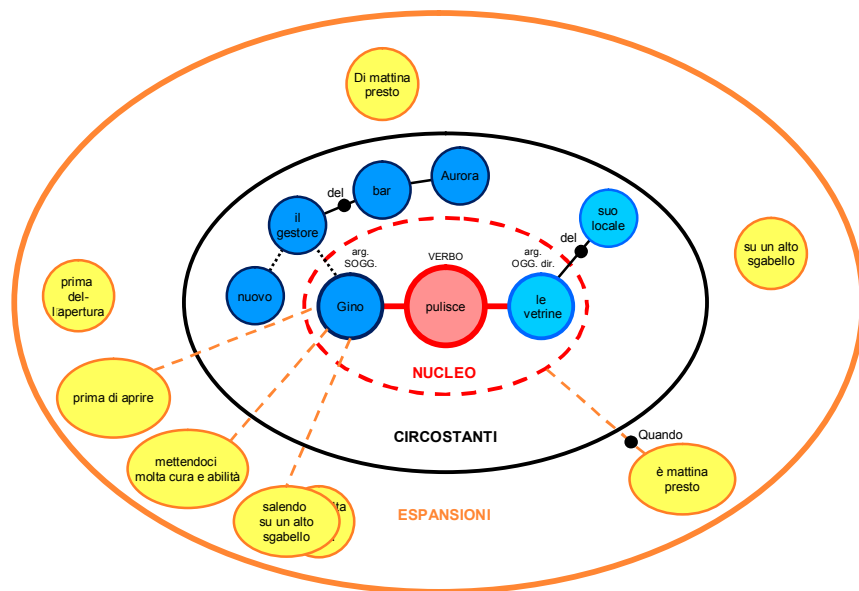 Di mattina
presto
Aurora
bar
del
il
gestore
suo
locale
del
su un alto
sgabello
arg.
SOGG.
VERBO
arg.
OGG. dir.
prima
del-
l'apertura
nuovo
Gino
pulisce
le
vetrine
NUCLEO
prima di aprire
CIRCOSTANTI
Quando
mettendoci
molta cura e abilità
è mattina
presto
salendo
su un alto
sgabello
ESPANSIONI